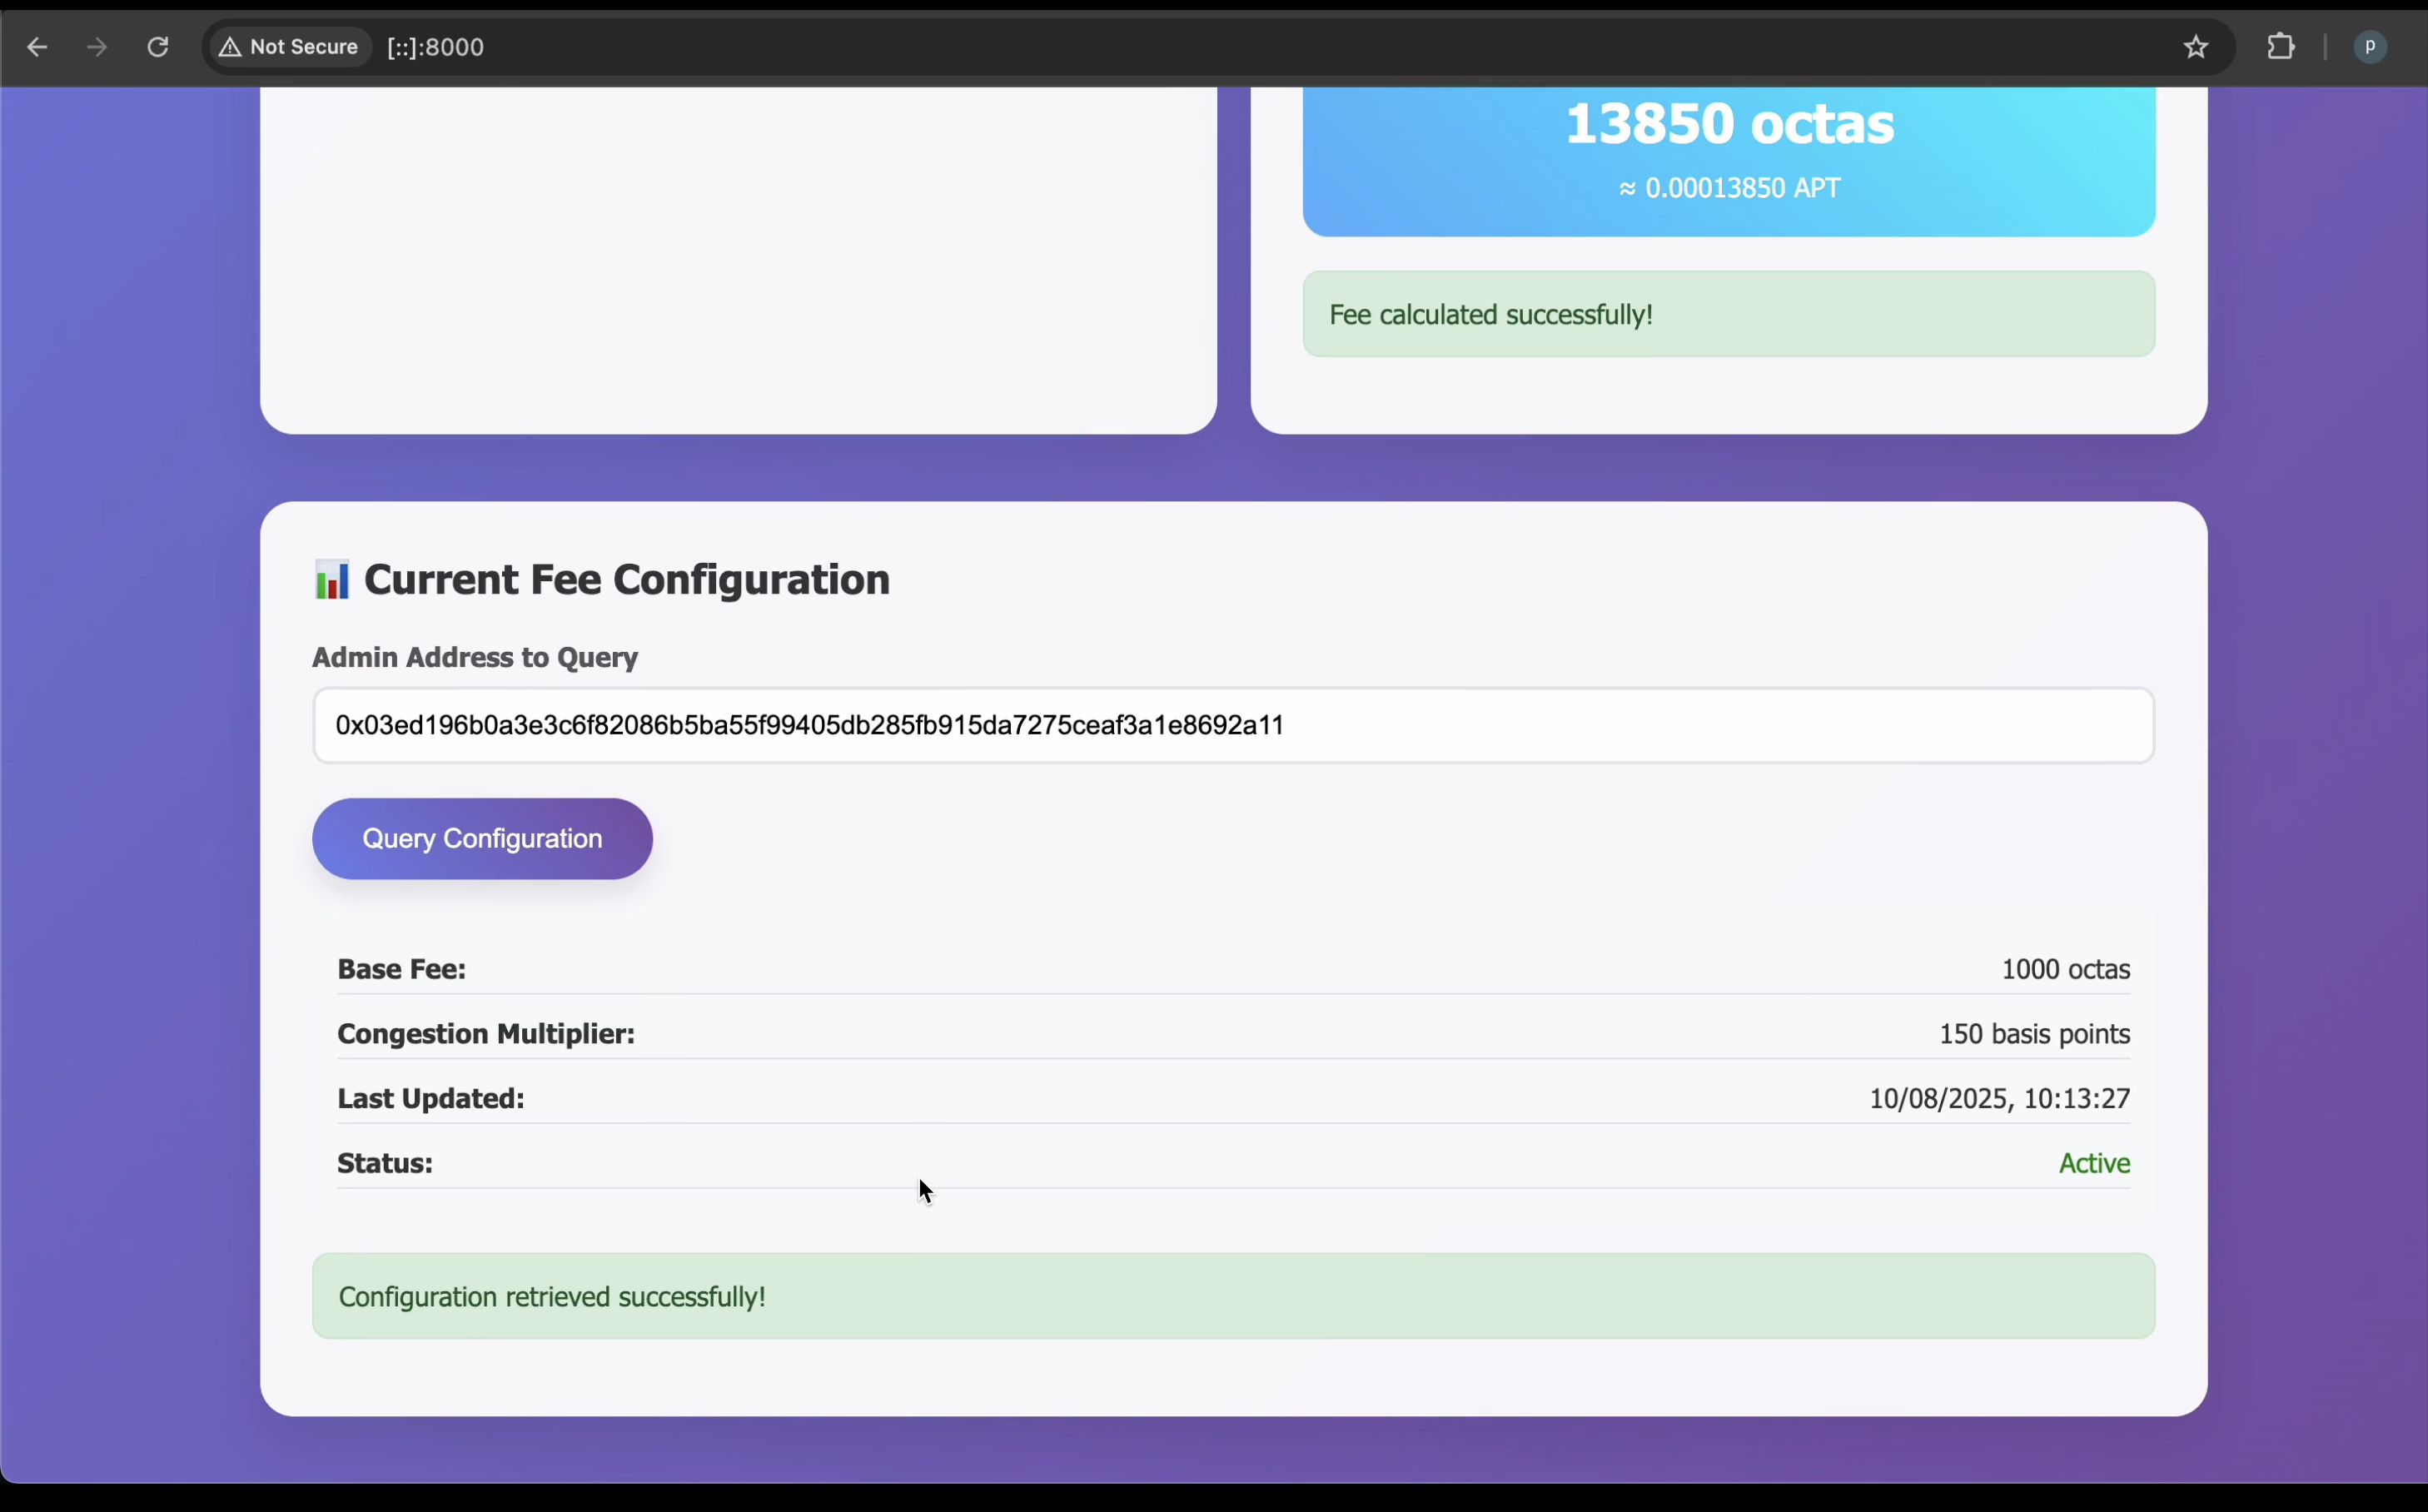 Not Secure [::]:8000
p
13850 octas
≈ 0.00013850 APT
Fee calculated successfully!
Current Fee Configuration
Admin Address to Query
0x03ed196b0a3e3c6f82086b5ba55f99405db285fb915da7275ceaf3a1e8692a11
Query Configuration
Base Fee: 1000 octas
Congestion Multiplier: 150 basis points
Last Updated: 10/08/2025, 10:13:27
Status: Active
Configuration retrieved successfully!